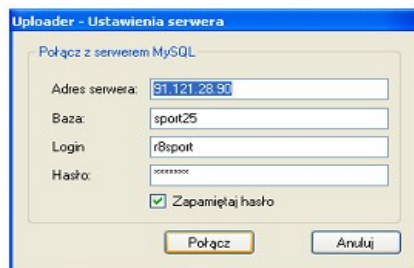 Uploader - Ustawienia serwera
Połącz z serwerem MySQL
Adres serwera: 91.121.28.90
Baza: sport25
Login r8sport
Hasło: *******
Zapamiętaj hasło
Połącz Anuluj